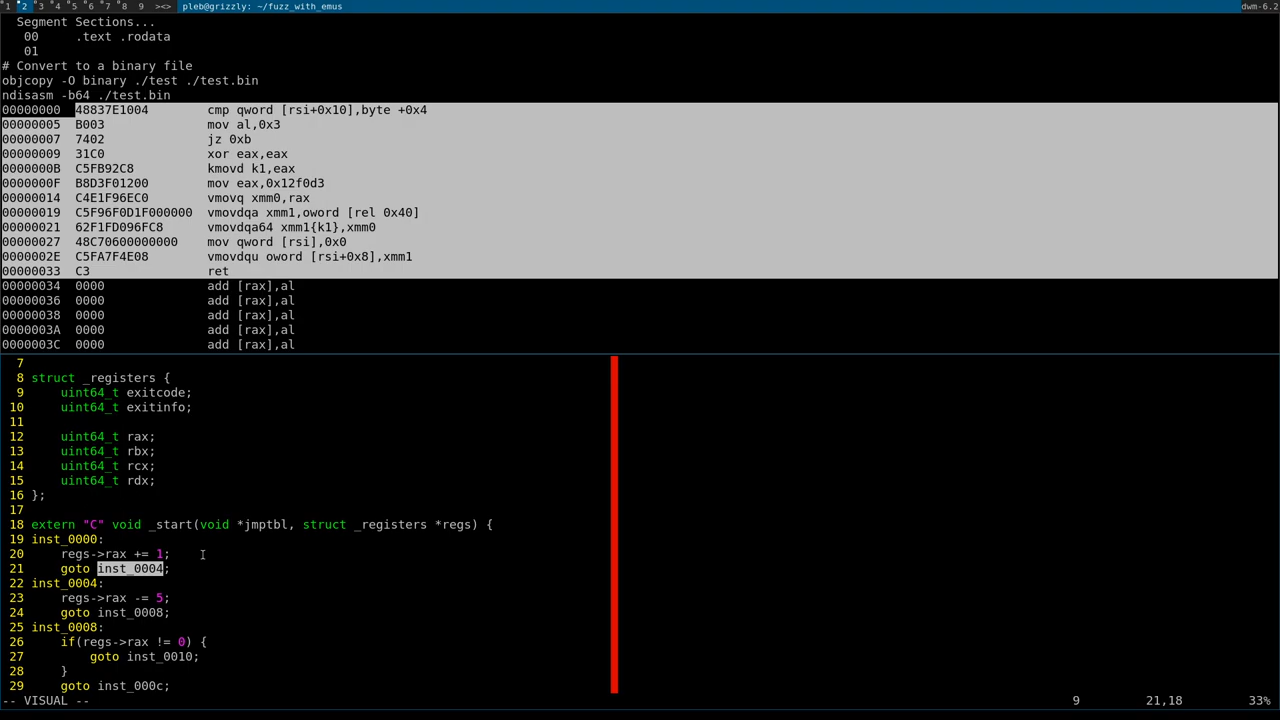 1 2 3 4 5 6 7 8 9 ><> pleb@grizzly: ~/fuzz_with_emus dwm-6.2
Segment Sections...
00 .text .rodata
01
# Convert to a binary file
objcopy -O binary ./test ./test.bin
ndisasm -b64 ./test.bin
00000000 48837E1004 cmp qword [rsi+0x10],byte +0x4
00000005 B003 mov al,0x3
00000007 7402 jz 0xb
00000009 31C0 xor eax,eax
0000000B C5FB92C8 kmovd k1,eax
0000000F B8D3F01200 mov eax,0x12f0d3
00000014 C4E1F96EC0 vmovq xmm0,rax
00000019 C5F96F0D1F000000 vmovdqa xmm1,oword [rel 0x40]
00000021 62F1FD096FC8 vmovdqa64 xmm1{k1},xmm0
00000027 48C70600000000 mov qword [rsi],0x0
0000002E C5FA7F4E08 vmovdqu oword [rsi+0x8],xmm1
00000033 C3 ret
00000034 0000 add [rax],al
00000036 0000 add [rax],al
00000038 0000 add [rax],al
0000003A 0000 add [rax],al
0000003C 0000 add [rax],al
7
8 struct _registers {
9 uint64_t exitcode;
10 uint64_t exitinfo;
11
12 uint64_t rax;
13 uint64_t rbx;
14 uint64_t rcx;
15 uint64_t rdx;
16 };
17
18 extern "C" void _start(void *jmptbl, struct _registers *regs) {
19 inst_0000:
20 regs->rax += 1;
21 goto inst_0004;
22 inst_0004:
23 regs->rax -= 5;
24 goto inst_0008;
25 inst_0008:
26 if(regs->rax != 0) {
27 goto inst_0010;
28 }
29 goto inst_000c;
-- VISUAL -- 9 21,18 33%